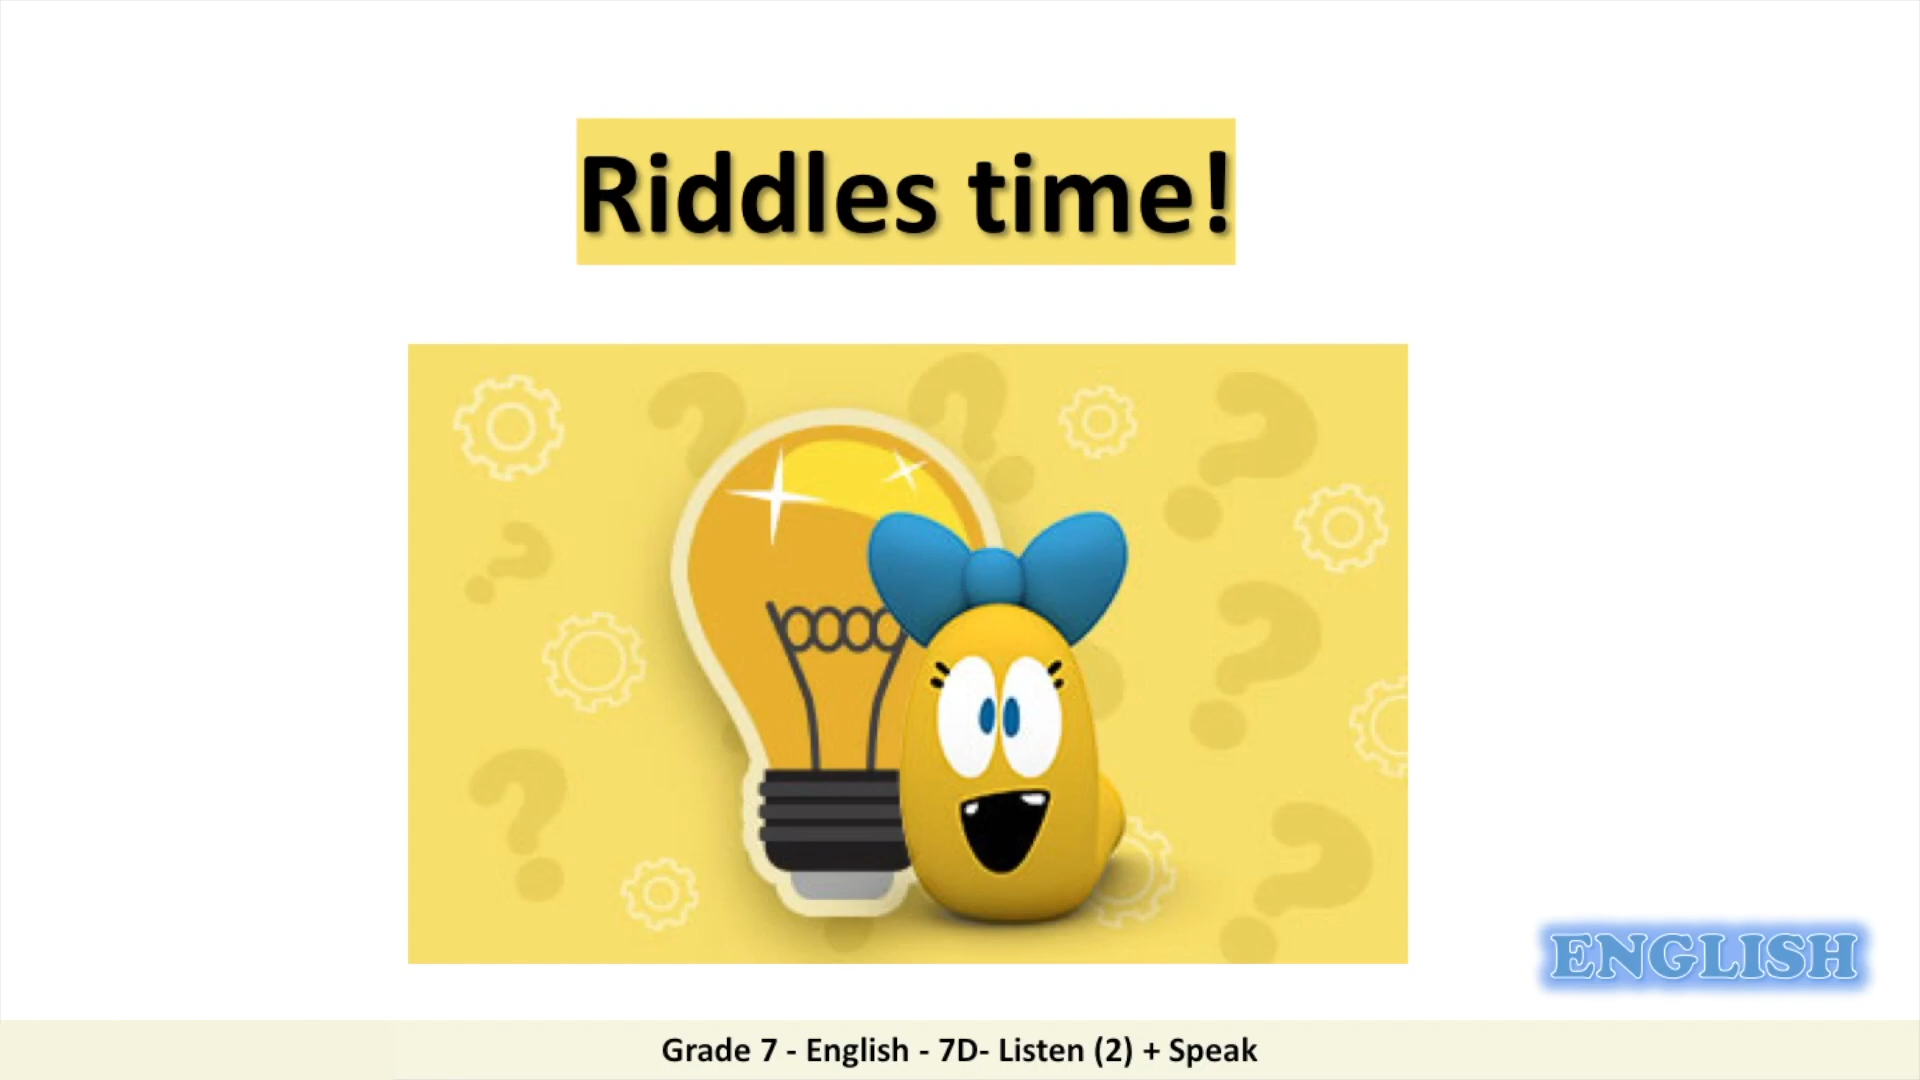 Riddles time!
ENGLISH
Grade 7 - English - 7D- Listen (2) + Speak